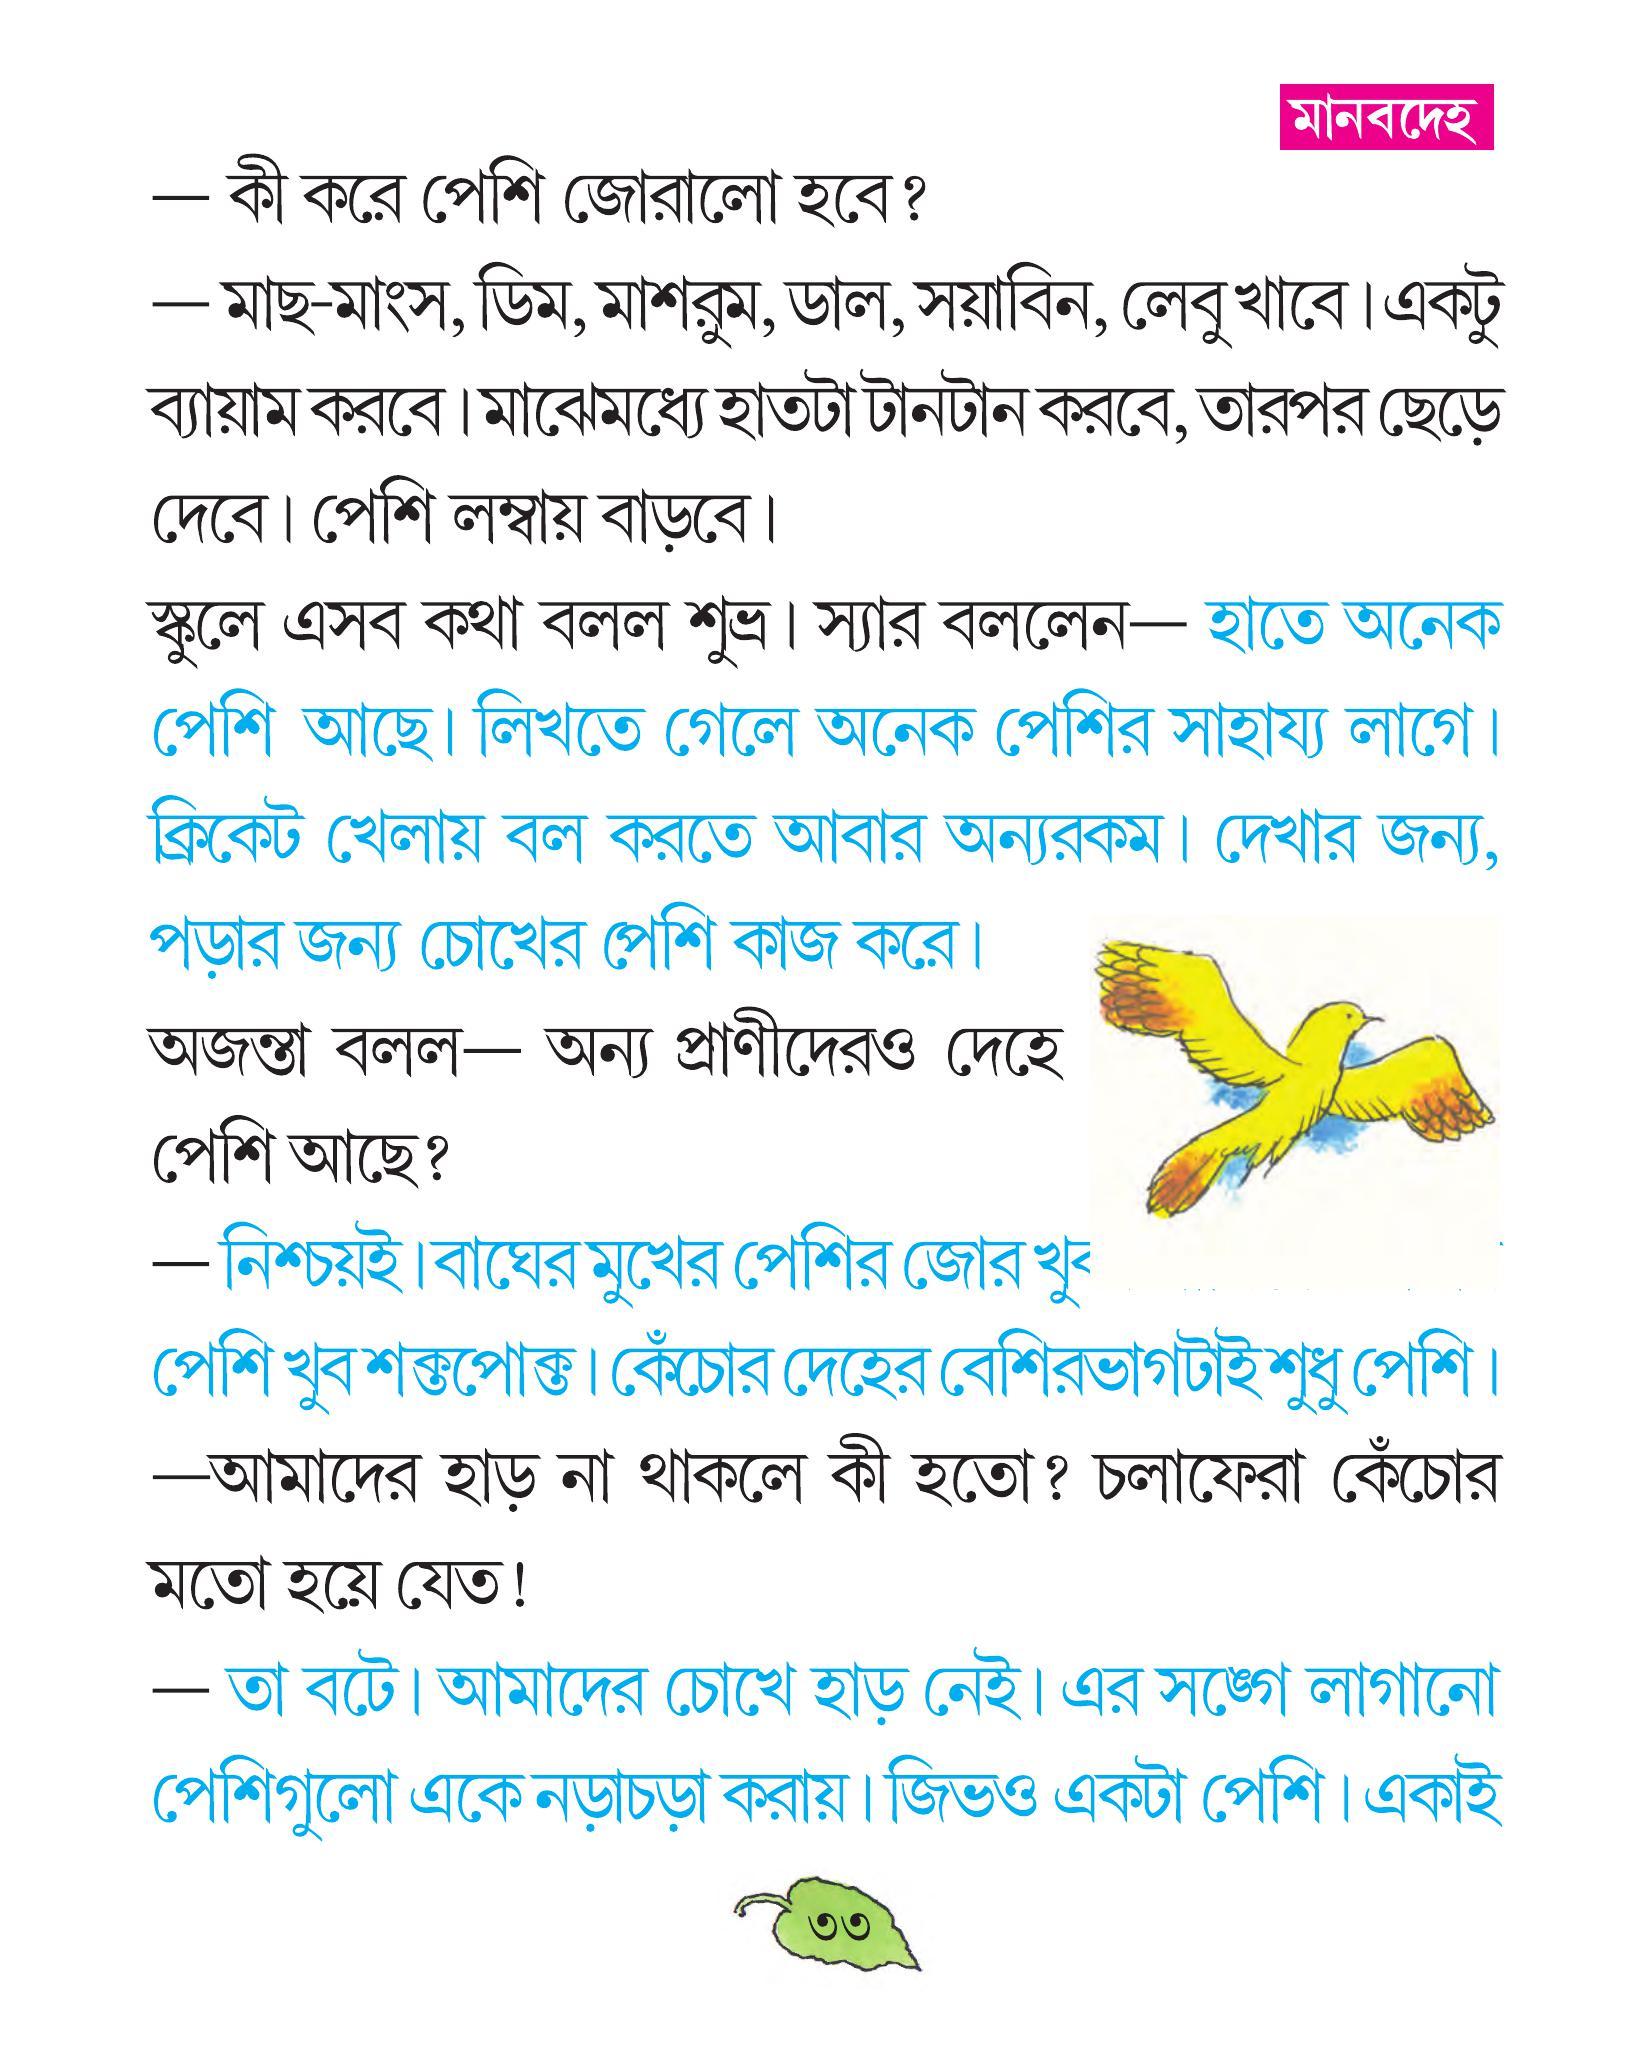 মানবদেহ
— কী করে পেশি জোরালো হবে?
— মাছ-মাংস, ডিম, মাশরুম, ডাল, সয়াবিন, লেবু খাবে। একটু
ব্যায়াম করবে। মাঝেমধ্যে হাতটা টানটান করবে, তারপর ছেড়ে
দেবে। পেশি লম্বায় বাড়বে।
স্কুলে এসব কথা বলল শুভ্র। স্যার বললেন— হাতে অনেক
পেশি আছে। লিখতে গেলে অনেক পেশির সাহায্য লাগে।
ক্রিকেট খেলায় বল করতে আবার অন্যরকম। দেখার জন্য,
পড়ার জন্য চোখের পেশি কাজ করে।
অজন্তা বলল— অন্য প্রাণীদেরও দেহে
পেশি আছে?
— নিশ্চয়ই। বাঘের মুখের পেশির জোর খুব
পেশি খুব শক্তপোক্ত। কেঁচোর দেহের বেশিরভাগটাই শুধু পেশি।
—আমাদের হাড় না থাকলে কী হতো? চলাফেরা কেঁচোর
মতো হয়ে যেত!
— তা বটে। আমাদের চোখে হাড় নেই। এর সঙ্গে লাগানো
পেশিগুলো একে নড়াচড়া করায়। জিভও একটা পেশি। একাই
৩৩